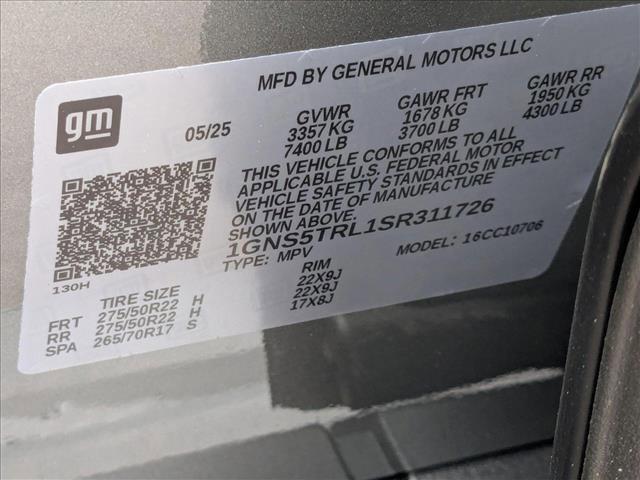 MFD BY GENERAL MOTORS LLC
gm
05/25
GVWR
3357 KG
7400 LB
GAWR FRT
1678 KG
3700 LB
GAWR RR
1950 KG
4300 LB
THIS VEHICLE CONFORMS TO ALL
APPLICABLE U.S. FEDERAL MOTOR
VEHICLE SAFETY STANDARDS IN EFFECT
ON THE DATE OF MANUFACTURE
SHOWN ABOVE.
1GNS5TRL1SR311726
TYPE: MPV
MODEL: 16CC10706
130H
TIRE SIZE RIM
FRT 275/50R22 H 22X9J
RR 275/50R22 H 22X9J
SPA 265/70R17 S 17X8J